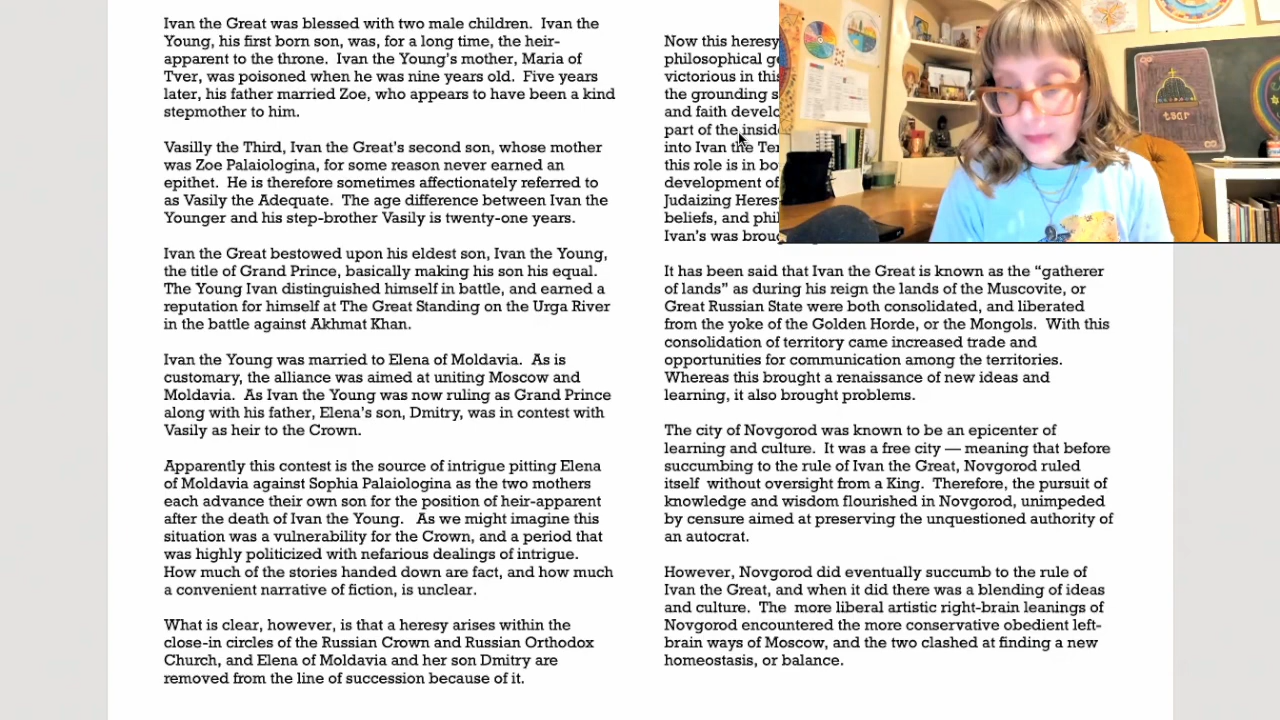 Ivan the Great was blessed with two male children.  Ivan the
Young, his first born son, was, for a long time, the heir-
apparent to the throne.  Ivan the Young's mother, Maria of
Tver, was poisoned when he was nine years old.  Five years
later, his father married Zoe, who appears to have been a kind
stepmother to him.
Vasilly the Third, Ivan the Great's second son, whose mother
was Zoe Palaiologina, for some reason never earned an
epithet.  He is therefore sometimes affectionately referred to
as Vasily the Adequate.  The age difference between Ivan the
Younger and his step-brother Vasily is twenty-one years.
Ivan the Great bestowed upon his eldest son, Ivan the Young,
the title of Grand Prince, basically making his son his equal.
The Young Ivan distinguished himself in battle, and earned a
reputation for himself at The Great Standing on the Urga River
in the battle against Akhmat Khan.
Ivan the Young was married to Elena of Moldavia.  As is
customary, the alliance was aimed at uniting Moscow and
Moldavia.  As Ivan the Young was now ruling as Grand Prince
along with his father, Elena's son, Dmitry, was in contest with
Vasily as heir to the Crown.
Apparently this contest is the source of intrigue pitting Elena
of Moldavia against Sophia Palaiologina as the two mothers
each advance their own son for the position of heir-apparent
after the death of Ivan the Young.   As we might imagine this
situation was a vulnerability for the Crown, and a period that
was highly politicized with nefarious dealings of intrigue.
How much of the stories handed down are fact, and how much
a convenient narrative of fiction, is unclear.
What is clear, however, is that a heresy arises within the
close-in circles of the Russian Crown and Russian Orthodox
Church, and Elena of Moldavia and her son Dmitry are
removed from the line of succession because of it.
Now this heresy
philosophical
victorious in this
the grounding
and faith
part of the
into Ivan the
this role is in
development of
Judaizing
beliefs, and
Ivan's was
It has been said that Ivan the Great is known as the “gatherer
of lands” as during his reign the lands of the Muscovite, or
Great Russian State were both consolidated, and liberated
from the yoke of the Golden Horde, or the Mongols.  With this
consolidation of territory came increased trade and
opportunities for communication among the territories.
Whereas this brought a renaissance of new ideas and
learning, it also brought problems.
The city of Novgorod was known to be an epicenter of
learning and culture.  It was a free city — meaning that before
succumbing to the rule of Ivan the Great, Novgorod ruled
itself  without oversight from a King.  Therefore, the pursuit of
knowledge and wisdom flourished in Novgorod, unimpeded
by censure aimed at preserving the unquestioned authority of
an autocrat.
However, Novgorod did eventually succumb to the rule of
Ivan the Great, and when it did there was a blending of ideas
and culture.  The  more liberal artistic right-brain leanings of
Novgorod encountered the more conservative obedient left-
brain ways of Moscow, and the two clashed at finding a new
homeostasis, or balance.
tsar